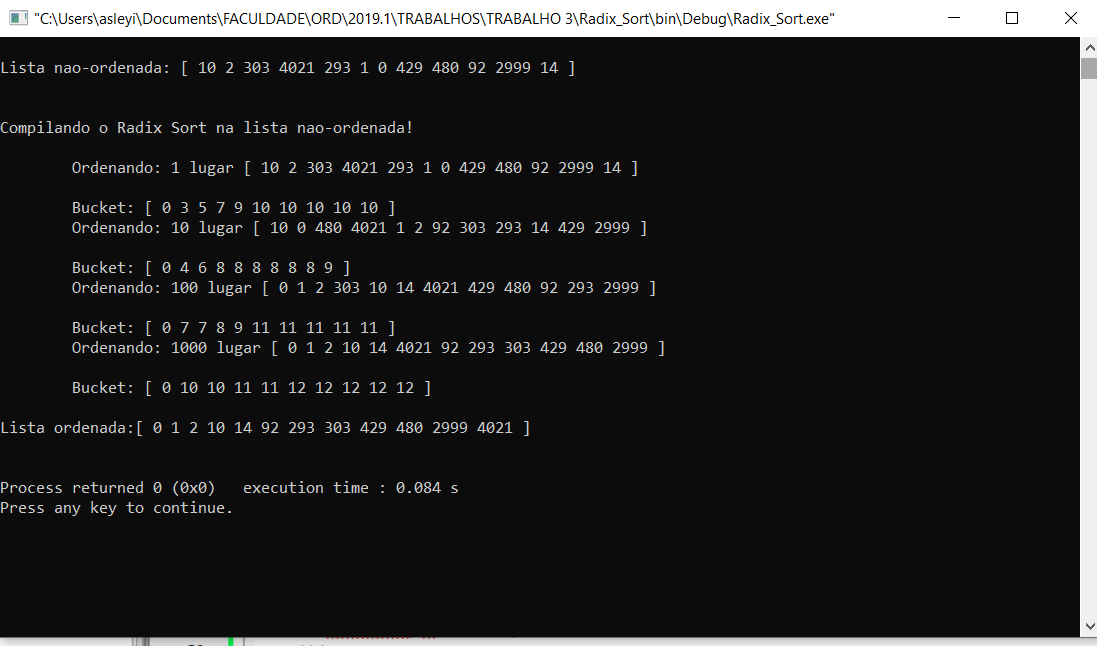 "C:\Users\asleyi\Documents\FACULDADE\ORD\2019.1\TRABALHOS\TRABALHO 3\Radix_Sort\bin\Debug\Radix_Sort.exe"
Lista nao-ordenada: [ 10 2 303 4021 293 1 0 429 480 92 2999 14 ]
Compilando o Radix Sort na lista nao-ordenada!
Ordenando: 1 lugar [ 10 2 303 4021 293 1 0 429 480 92 2999 14 ]
Bucket: [ 0 3 5 7 9 10 10 10 10 10 ]
Ordenando: 10 lugar [ 10 0 480 4021 1 2 92 303 293 14 429 2999 ]
Bucket: [ 0 4 6 8 8 8 8 8 8 8 9 ]
Ordenando: 100 lugar [ 0 1 2 303 10 14 4021 429 480 92 293 2999 ]
Bucket: [ 0 7 7 8 9 11 11 11 11 11 ]
Ordenando: 1000 lugar [ 0 1 2 10 14 4021 92 293 303 429 480 2999 ]
Bucket: [ 0 10 10 11 11 12 12 12 12 12 ]
Lista ordenada:[ 0 1 2 10 14 92 293 303 429 480 2999 4021 ]
Process returned 0 (0x0)   execution time : 0.084 s
Press any key to continue.